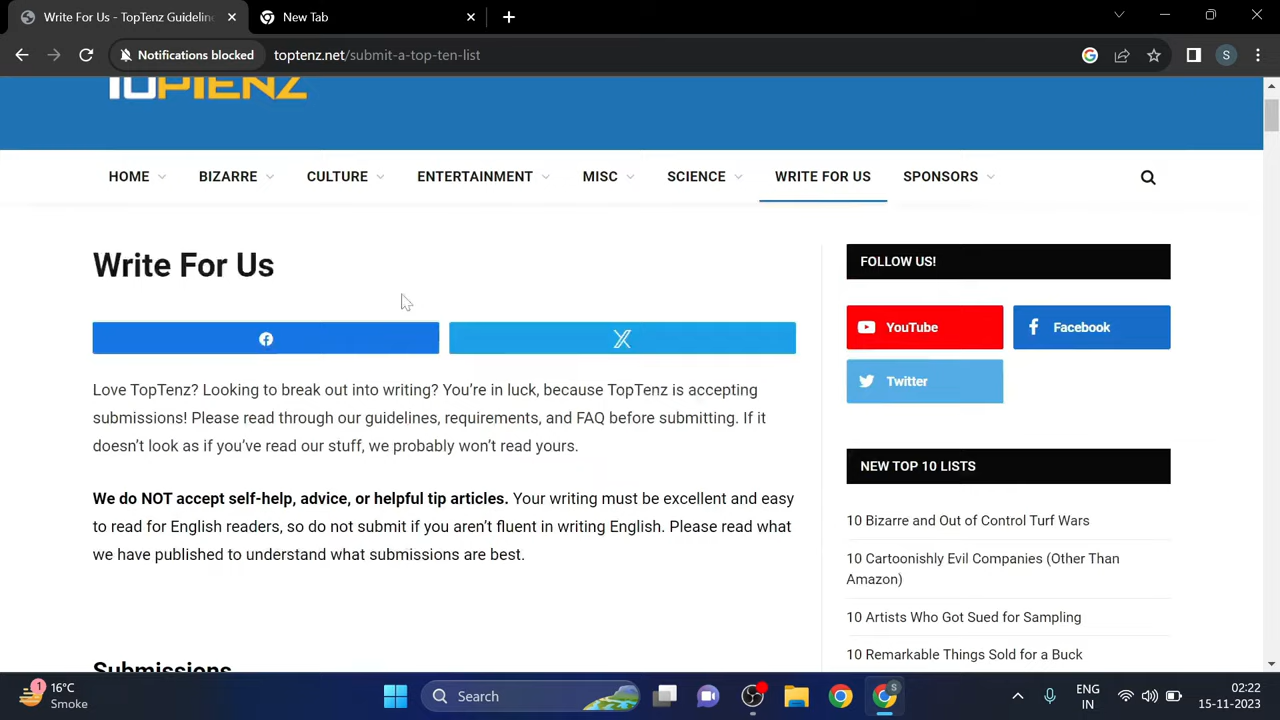 Write For Us - TopTenz Guideline
New Tab
Notifications blocked
toptenz.net/submit-a-top-ten-list
S
TOPTENZ
HOME
BIZARRE
CULTURE
ENTERTAINMENT
MISC
SCIENCE
WRITE FOR US
SPONSORS
Write For Us
Love TopTenz? Looking to break out into writing? You're in luck, because TopTenz is accepting
submissions! Please read through our guidelines, requirements, and FAQ before submitting. If it
doesn't look as if you've read our stuff, we probably won't read yours.
We do NOT accept self-help, advice, or helpful tip articles. Your writing must be excellent and easy
to read for English readers, so do not submit if you aren't fluent in writing English. Please read what
we have published to understand what submissions are best.
Submissions
FOLLOW US!
YouTube
Facebook
Twitter
NEW TOP 10 LISTS
10 Bizarre and Out of Control Turf Wars
10 Cartoonishly Evil Companies (Other Than
Amazon)
10 Artists Who Got Sued for Sampling
10 Remarkable Things Sold for a Buck
1
16°C
Smoke
Search
S
ENG
IN
02:22
15-11-2023